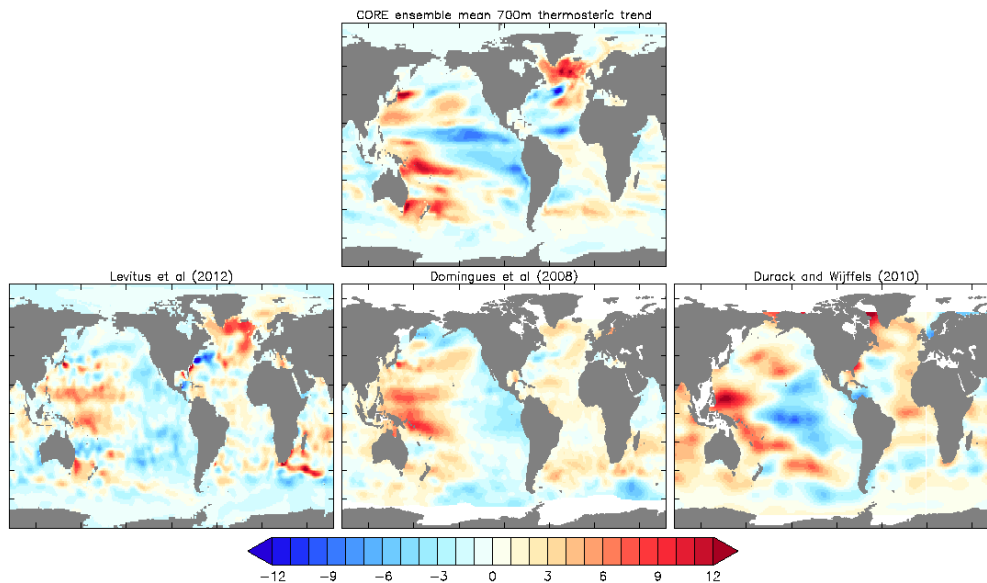 CORE ensemble mean 700m thermosteric trend
Levitus et al (2012)
Domingues et al (2008)
Durack and Wijffels (2010)
−12 −9 −6 −3 0 3 6 9 12